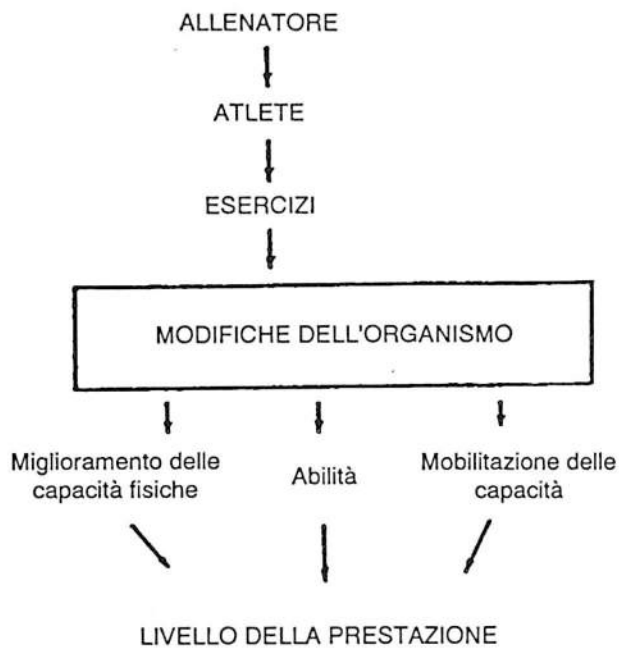 ALLENATORE
ATLETE
ESERCIZI
MODIFICHE DELL'ORGANISMO
Miglioramento delle
capacità fisiche
Abilità
Mobilitazione delle
capacità
LIVELLO DELLA PRESTAZIONE